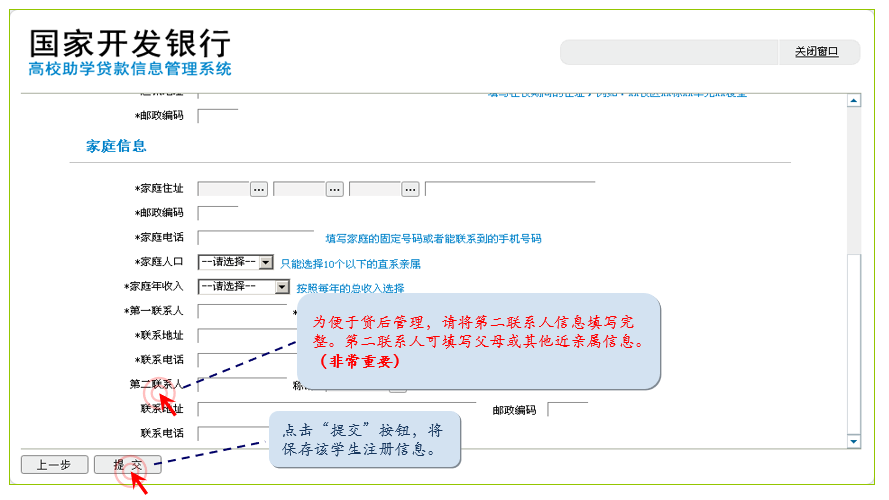 国家开发银行
高校助学贷款信息管理系统
关闭窗口
*邮政编码
家庭信息
*家庭住址 ... ... ...
*邮政编码
*家庭电话 填写家庭的固定号码或者能联系到的手机号码
*家庭人口 --请选择-- 只能选择10个以下的直系亲属
*家庭年收入 --请选择-- 按照每年的总收入选择
*第一联系人 *
*联系地址
*联系电话
第二联系人
联系地址 邮政编码
联系电话
为便于贷后管理，请将第二联系人信息填写完
整。第二联系人可填写父母或其他近亲属信息。
（非常重要）
点击“提交”按钮，将
保存该学生注册信息。
上一步 提 交